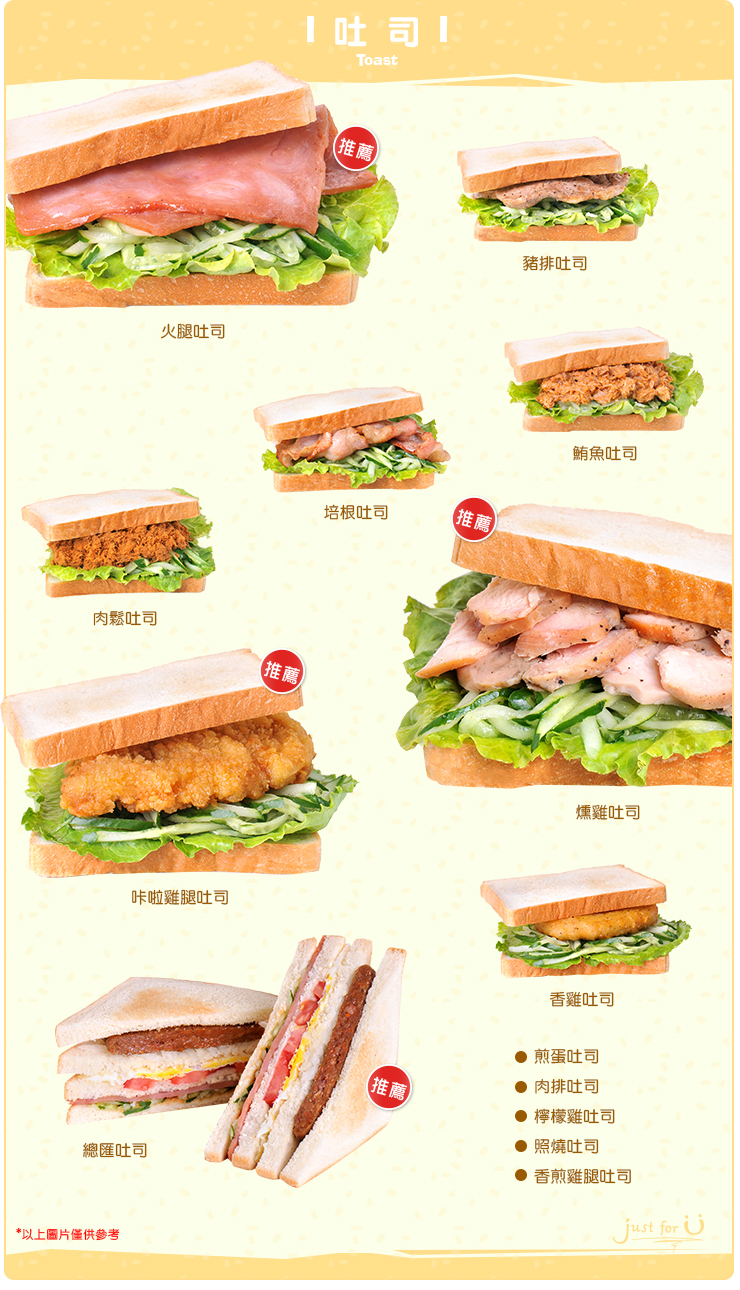 吐司
Toast
推薦
火腿吐司
豬排吐司
鮪魚吐司
培根吐司
肉鬆吐司
推薦
燻雞吐司
推薦
咔啦雞腿吐司
香雞吐司
推薦
總匯吐司
煎蛋吐司
肉排吐司
檸檬雞吐司
照燒吐司
香煎雞腿吐司
*以上圖片僅供參考
just for U